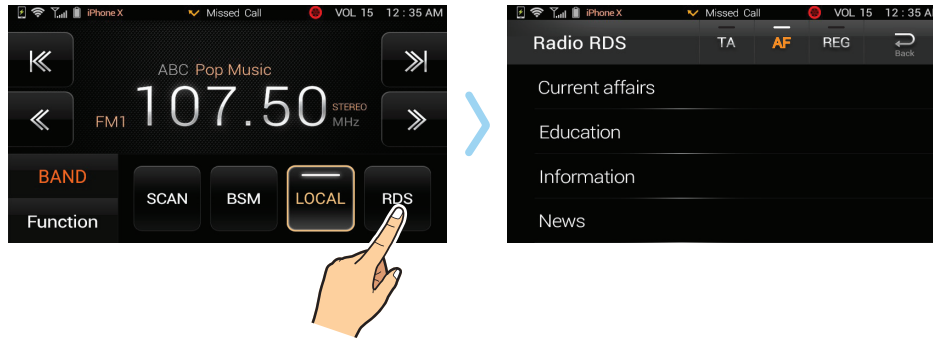 iPhone X Missed Call VOL 15 12 : 35 AM
ABC Pop Music
FM1 107.50 STEREO MHz
BAND
Function
SCAN BSM LOCAL RDS
iPhone X Missed Call VOL 15 12 : 35 A
Radio RDS TA AF REG Back
Current affairs
Education
Information
News